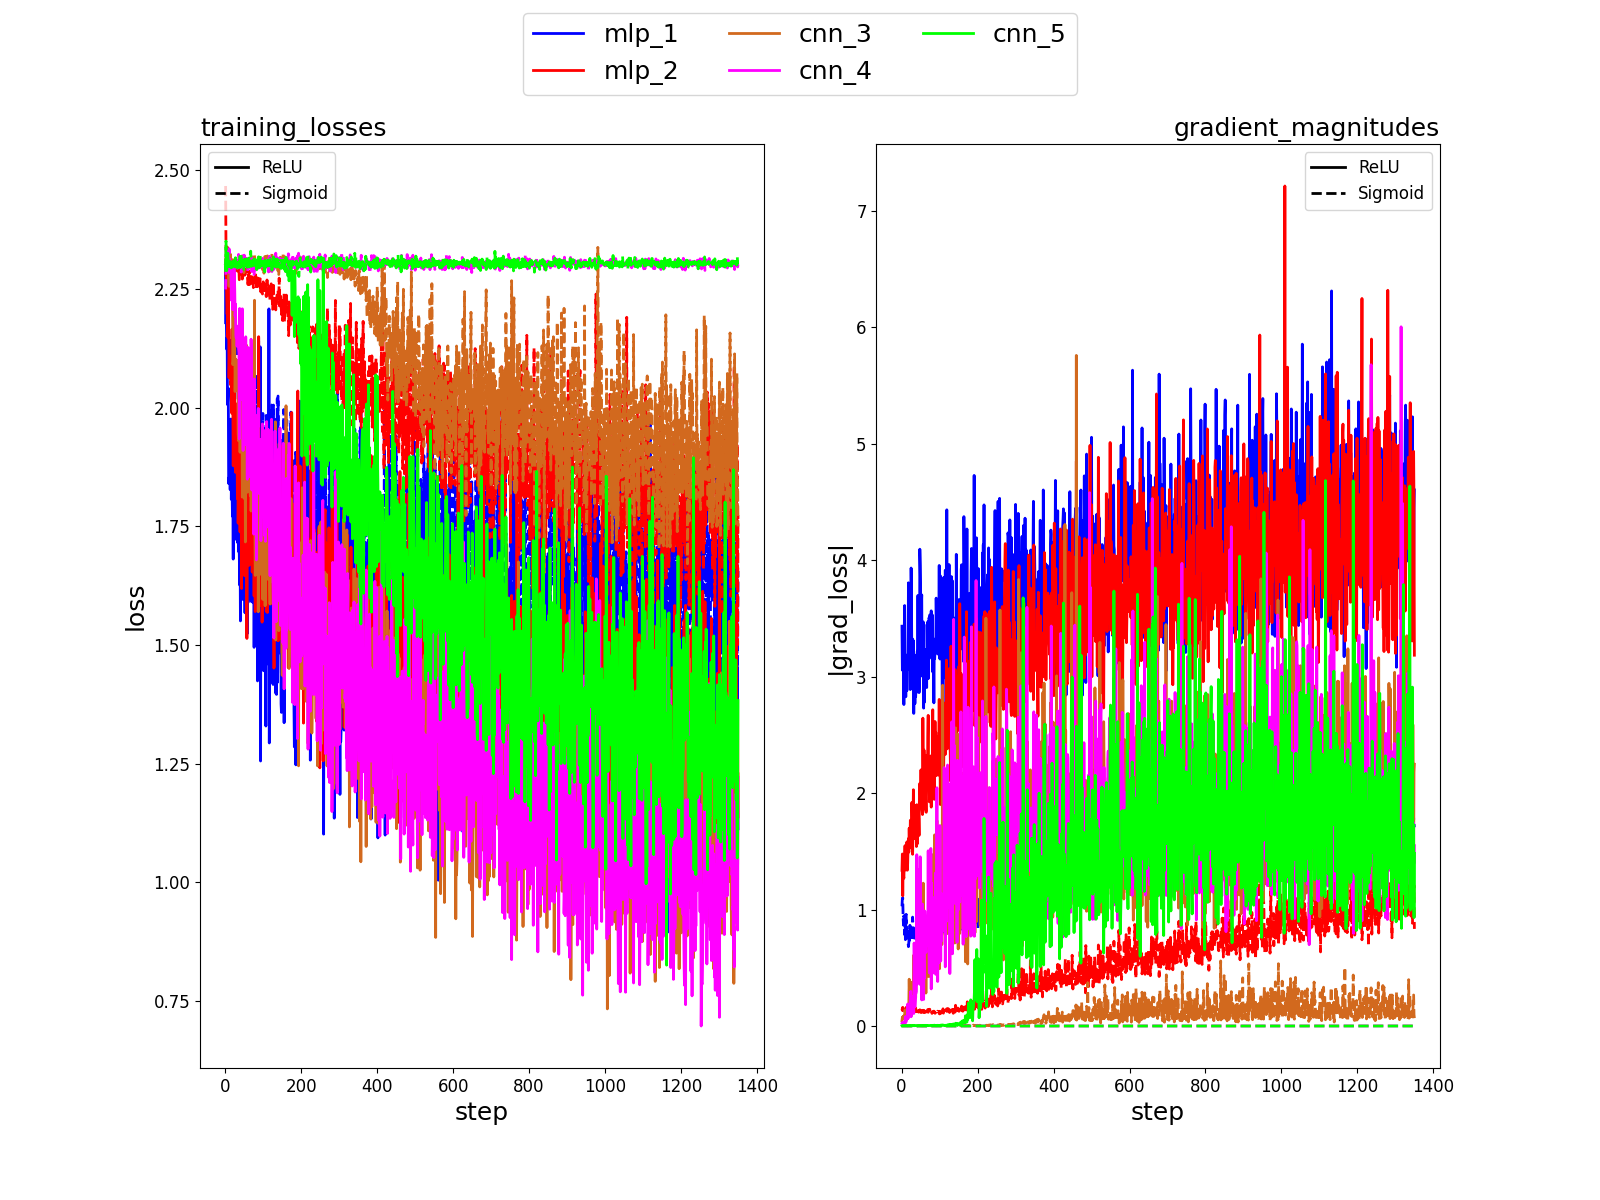 mlp_1
mlp_2
cnn_3
cnn_4
cnn_5
training_losses
ReLU
Sigmoid
2.50
2.25
2.00
1.75
1.50
1.25
1.00
0.75
loss
0 200 400 600 800 1000 1200 1400
step
gradient_magnitudes
ReLU
Sigmoid
7
6
5
4
3
2
1
0
|grad_loss|
0 200 400 600 800 1000 1200 1400
step